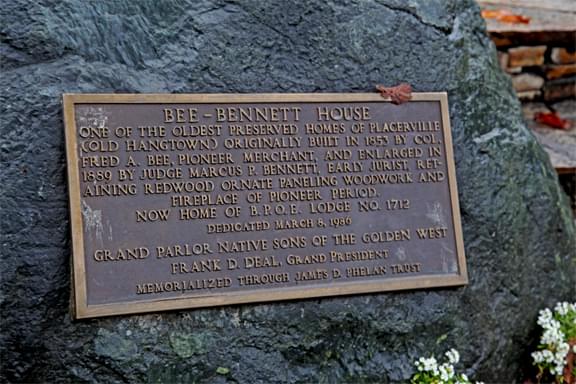 BEE-BENNETT HOUSE
ONE OF THE OLDEST PRESERVED HOMES OF PLACERVILLE
(OLD HANGTOWN) ORIGINALLY BUILT IN 1853 BY COL.
FRED A. BEE, PIONEER MERCHANT, AND ENLARGED IN
1889 BY JUDGE MARCUS P. BENNETT, EARLY JURIST, RET-
AINING REDWOOD ORNATE PANELING WOODWORK AND
FIREPLACE OF PIONEER PERIOD.
NOW HOME OF B.P.O.E. LODGE NO. 1712
DEDICATED MARCH 8, 1986
GRAND PARLOR NATIVE SONS OF THE GOLDEN WEST
FRANK D. DEAL, GRAND PRESIDENT
MEMORIALIZED THROUGH JAMES D. PHELAN TRUST